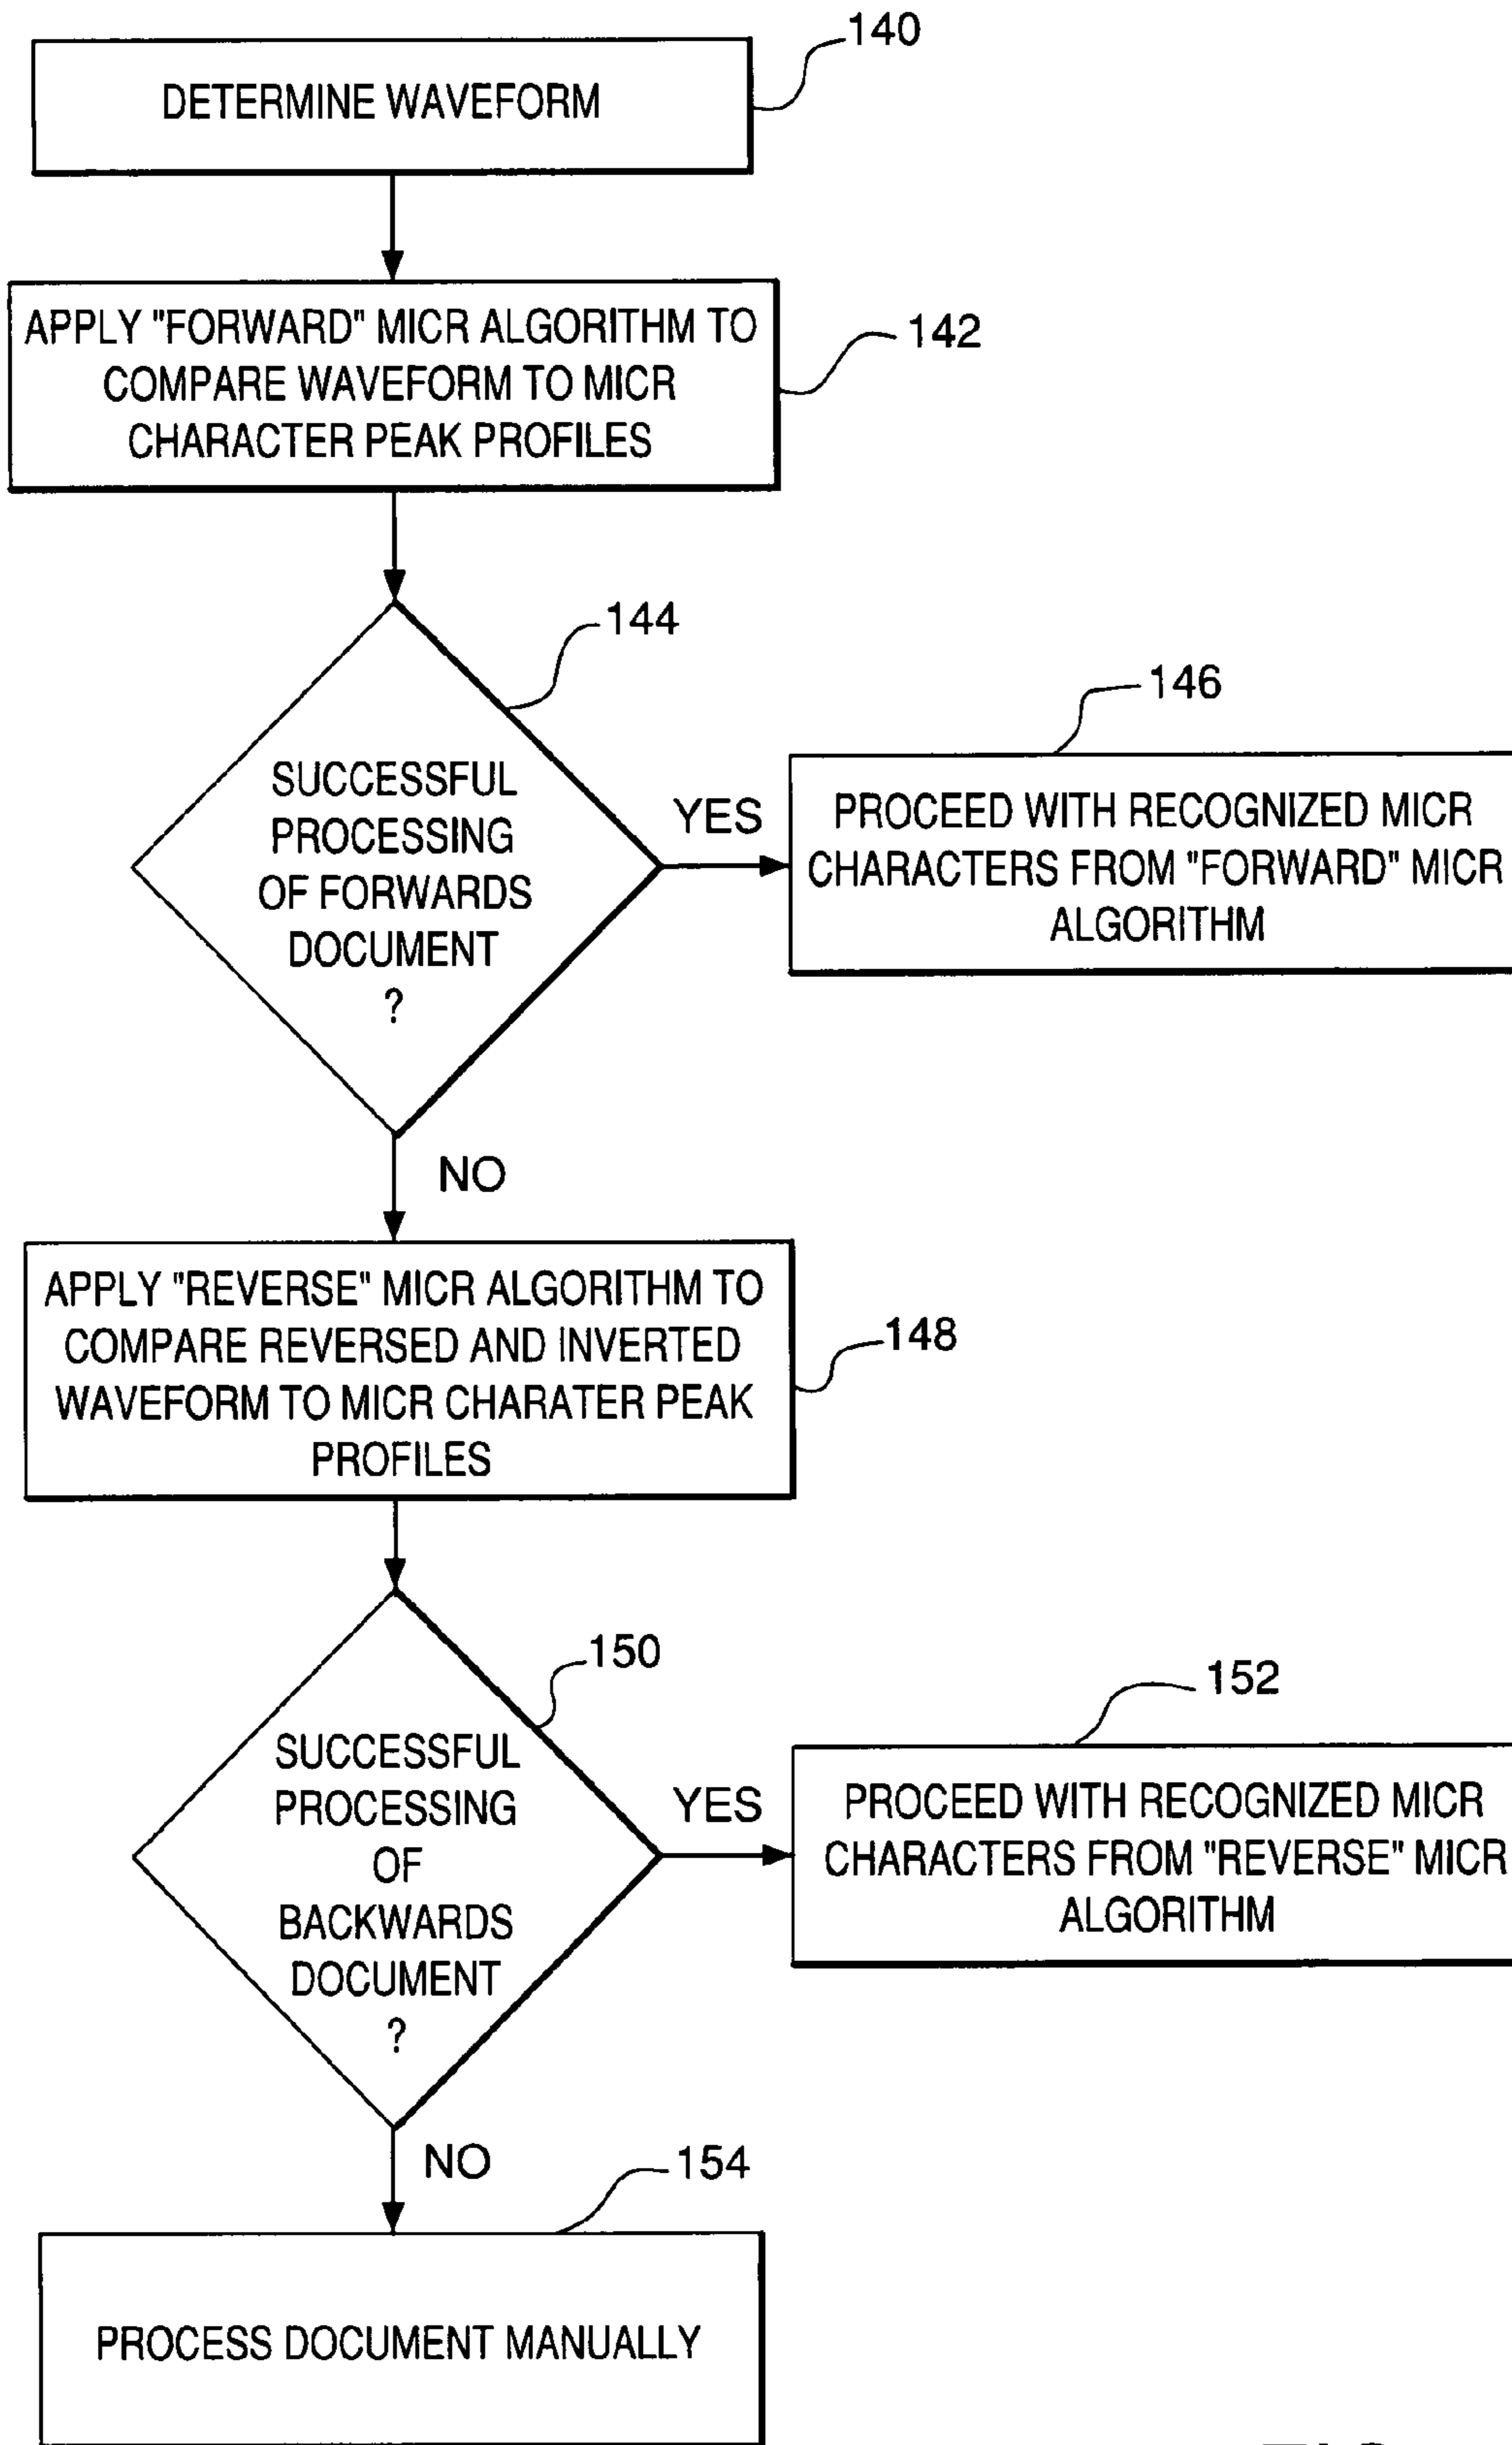 140
DETERMINE WAVEFORM
APPLY "FORWARD" MICR ALGORITHM TO
COMPARE WAVEFORM TO MICR
CHARACTER PEAK PROFILES
142
144
SUCCESSFUL
PROCESSING
OF FORWARDS
DOCUMENT
?
YES
146
PROCEED WITH RECOGNIZED MICR
CHARACTERS FROM "FORWARD" MICR
ALGORITHM
NO
APPLY "REVERSE" MICR ALGORITHM TO
COMPARE REVERSED AND INVERTED
WAVEFORM TO MICR CHARATER PEAK
PROFILES
148
150
SUCCESSFUL
PROCESSING
OF
BACKWARDS
DOCUMENT
?
YES
152
PROCEED WITH RECOGNIZED MICR
CHARACTERS FROM "REVERSE" MICR
ALGORITHM
NO
154
PROCESS DOCUMENT MANUALLY